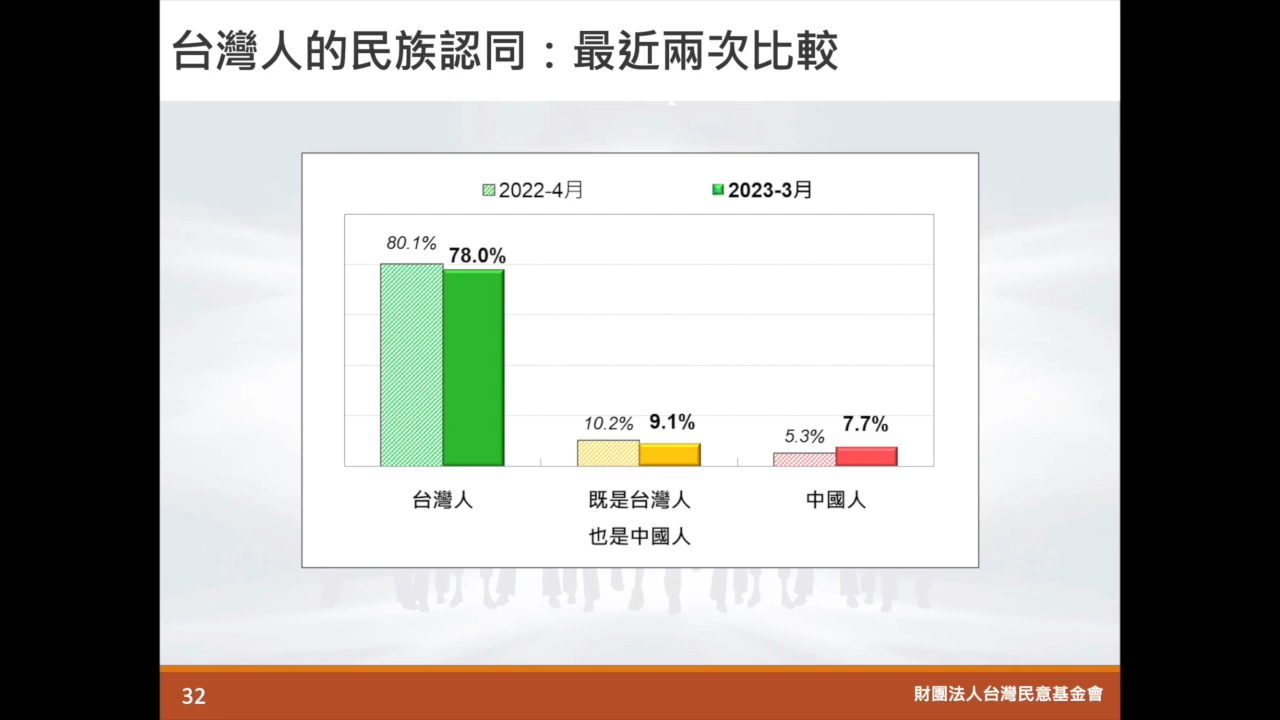 台灣人的民族認同：最近兩次比較
2022-4月 2023-3月
80.1% 78.0%
10.2% 9.1%
5.3% 7.7%
台灣人 既是台灣人 中國人
也是中國人
32 財團法人台灣民意基金會